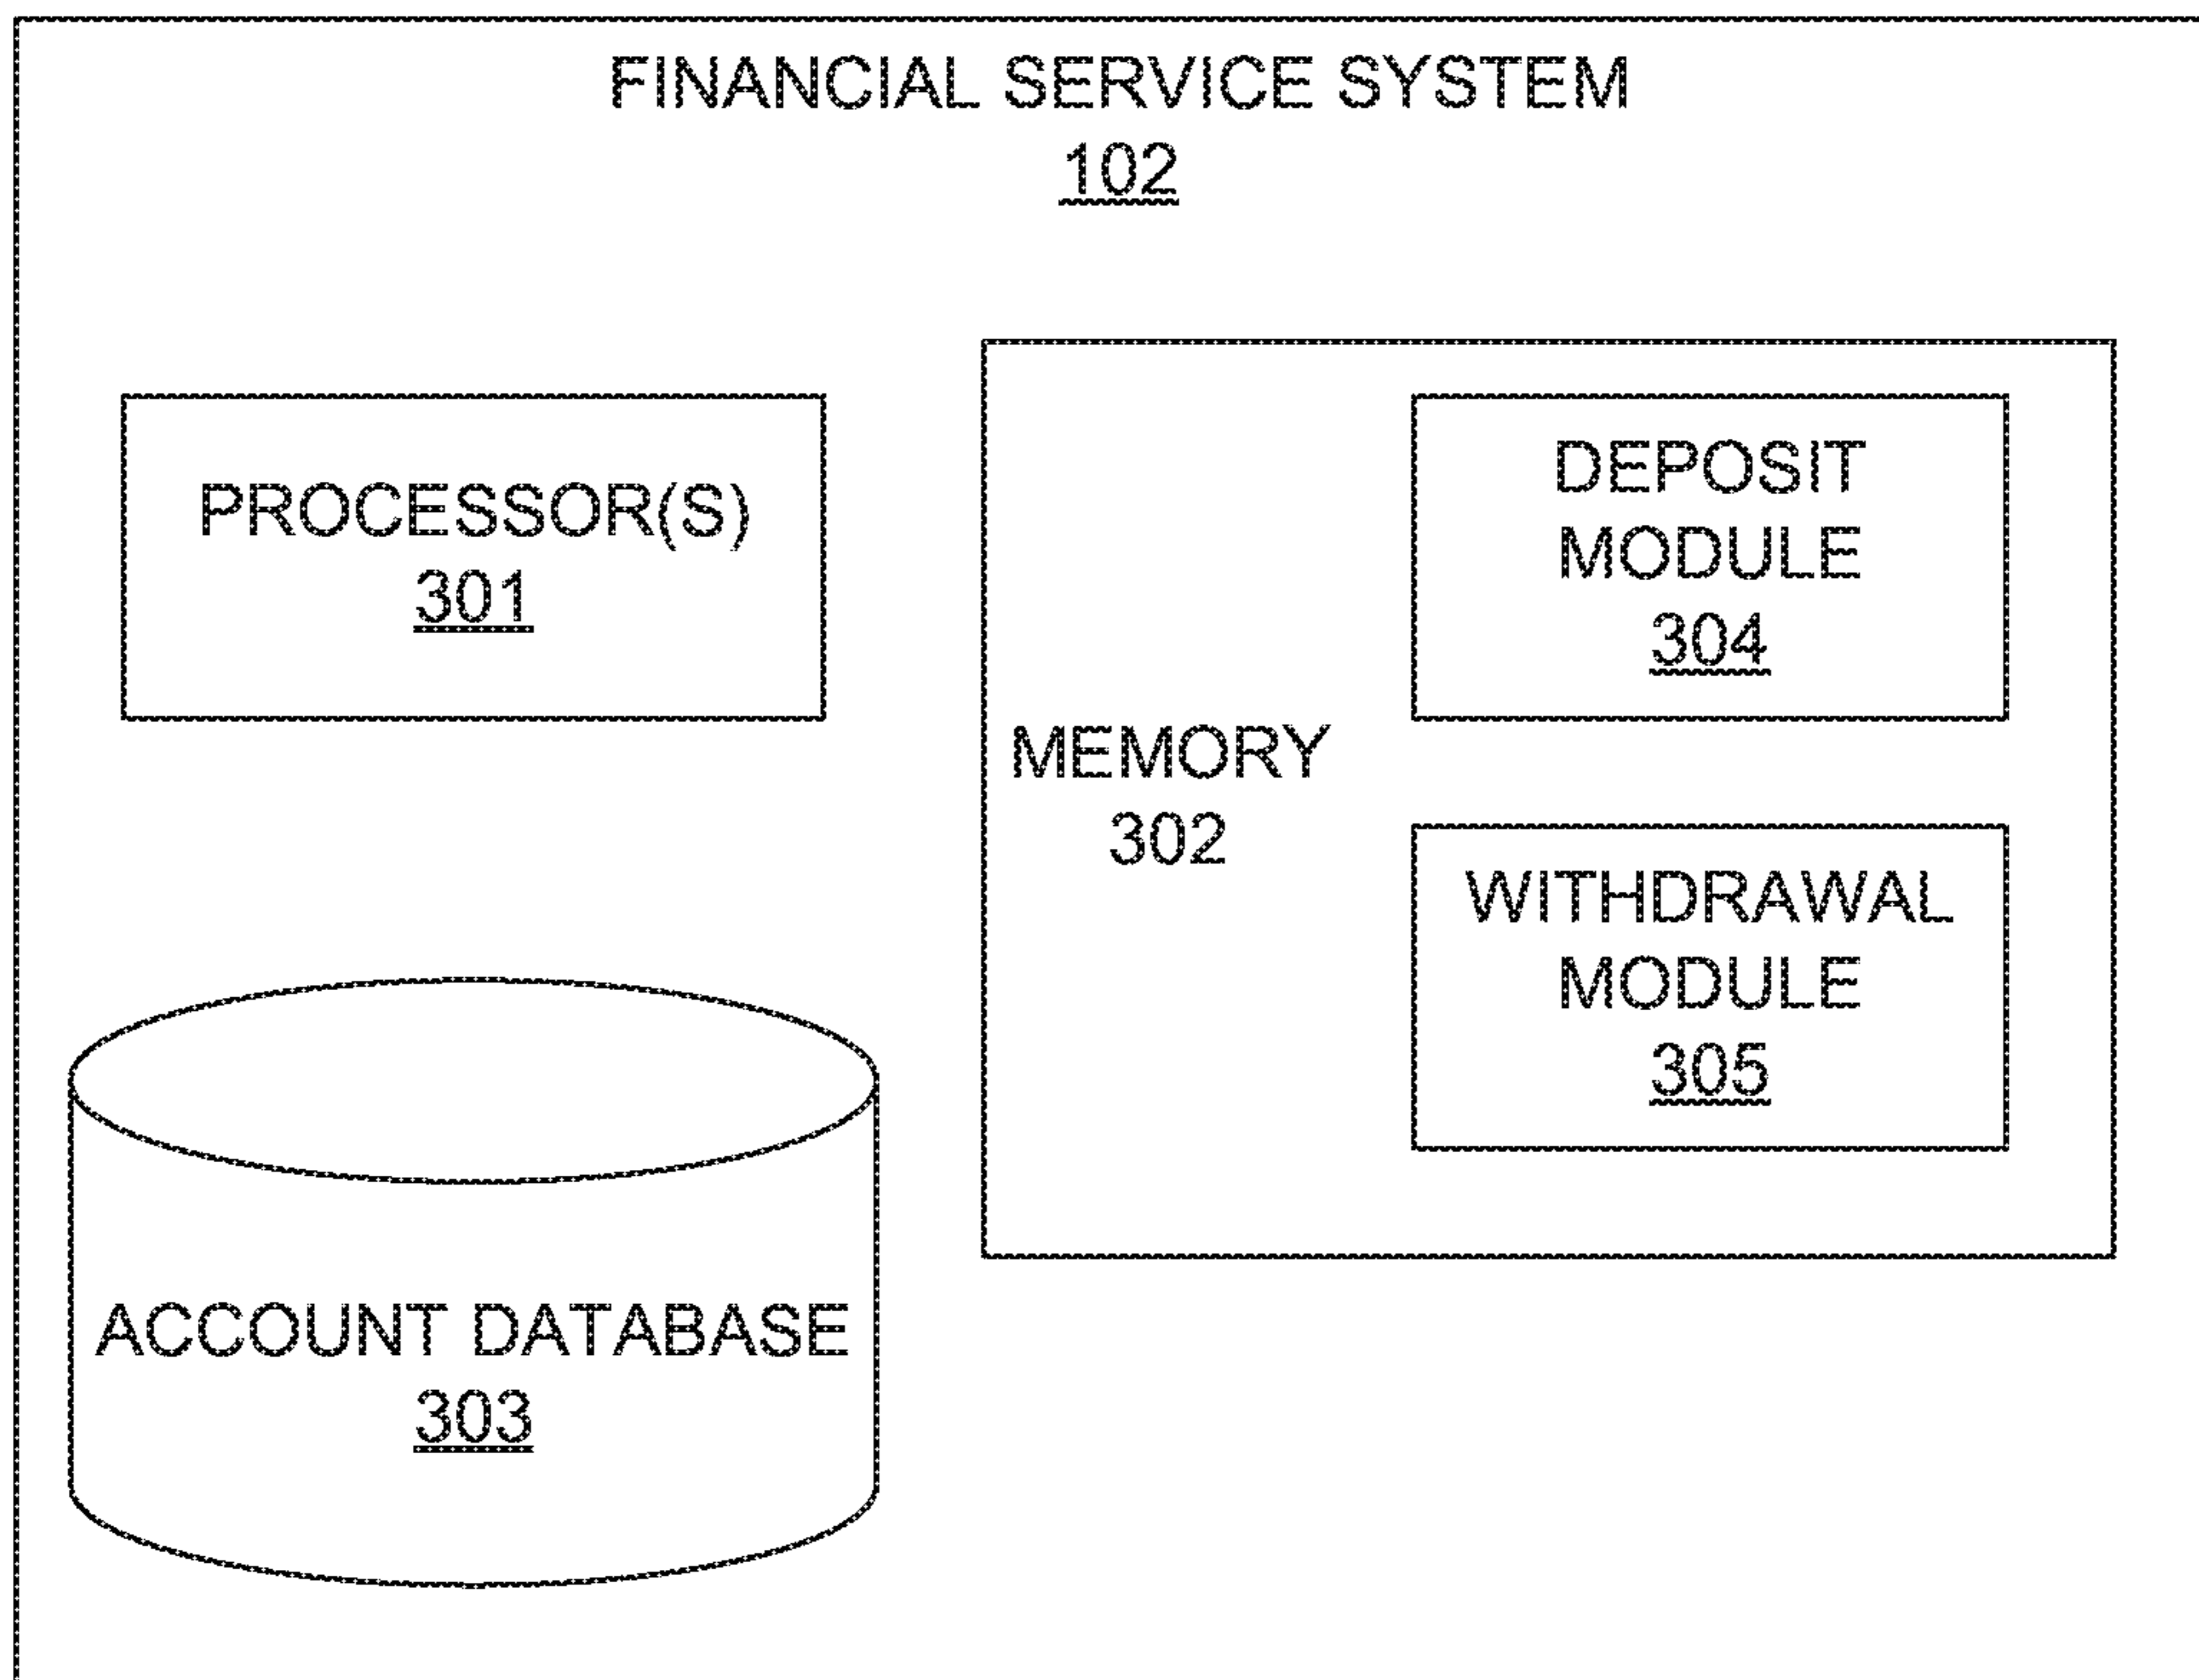 FINANCIAL SERVICE SYSTEM
102
PROCESSOR(S)
301
MEMORY
302
DEPOSIT
MODULE
304
WITHDRAWAL
MODULE
305
ACCOUNT DATABASE
303